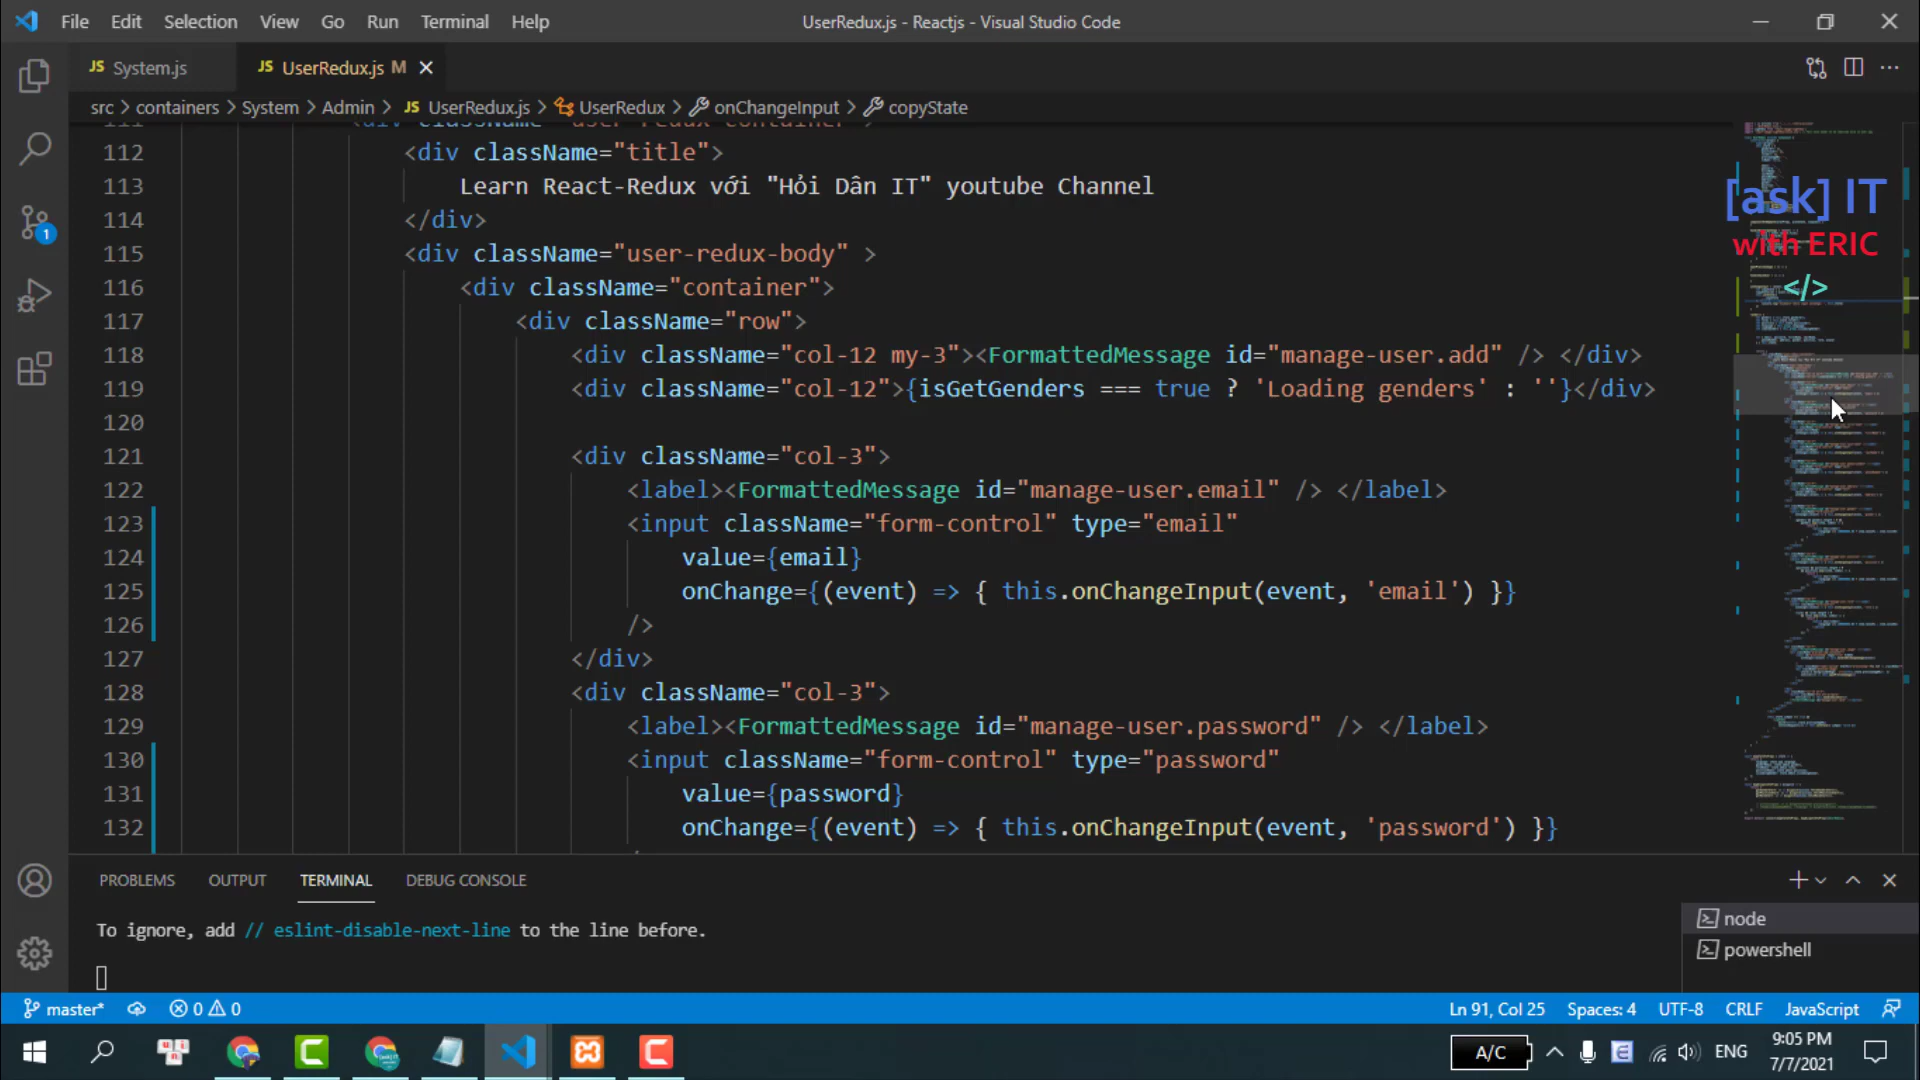 File Edit Selection View Go Run Terminal Help
UserRedux.js - Reactjs - Visual Studio Code
JS System.js
JS UserRedux.js M
src > containers > System > Admin > JS UserRedux.js > UserRedux > onChangeInput > copyState
112 <div className="title">
113 Learn React-Redux với "Hỏi Dân IT" youtube Channel
114 </div>
115 <div className="user-redux-body" >
116 <div className="container">
117 <div className="row">
118 <div className="col-12 my-3"><FormattedMessage id="manage-user.add" /> </div>
119 <div className="col-12">{isGetGenders === true ? 'Loading genders' : ''}</div>
120
121 <div className="col-3">
122 <label><FormattedMessage id="manage-user.email" /> </label>
123 <input className="form-control" type="email"
124 value={email}
125 onChange={(event) => { this.onChangeInput(event, 'email') }}
126 />
127 </div>
128 <div className="col-3">
129 <label><FormattedMessage id="manage-user.password" /> </label>
130 <input className="form-control" type="password"
131 value={password}
132 onChange={(event) => { this.onChangeInput(event, 'password') }}
[ask] IT
with ERIC
</>
1
PROBLEMS OUTPUT TERMINAL DEBUG CONSOLE
To ignore, add // eslint-disable-next-line to the line before.
node
powershell
master* 0 0
Ln 91, Col 25 Spaces: 4 UTF-8 CRLF JavaScript
A/C ENG
9:05 PM
7/7/2021